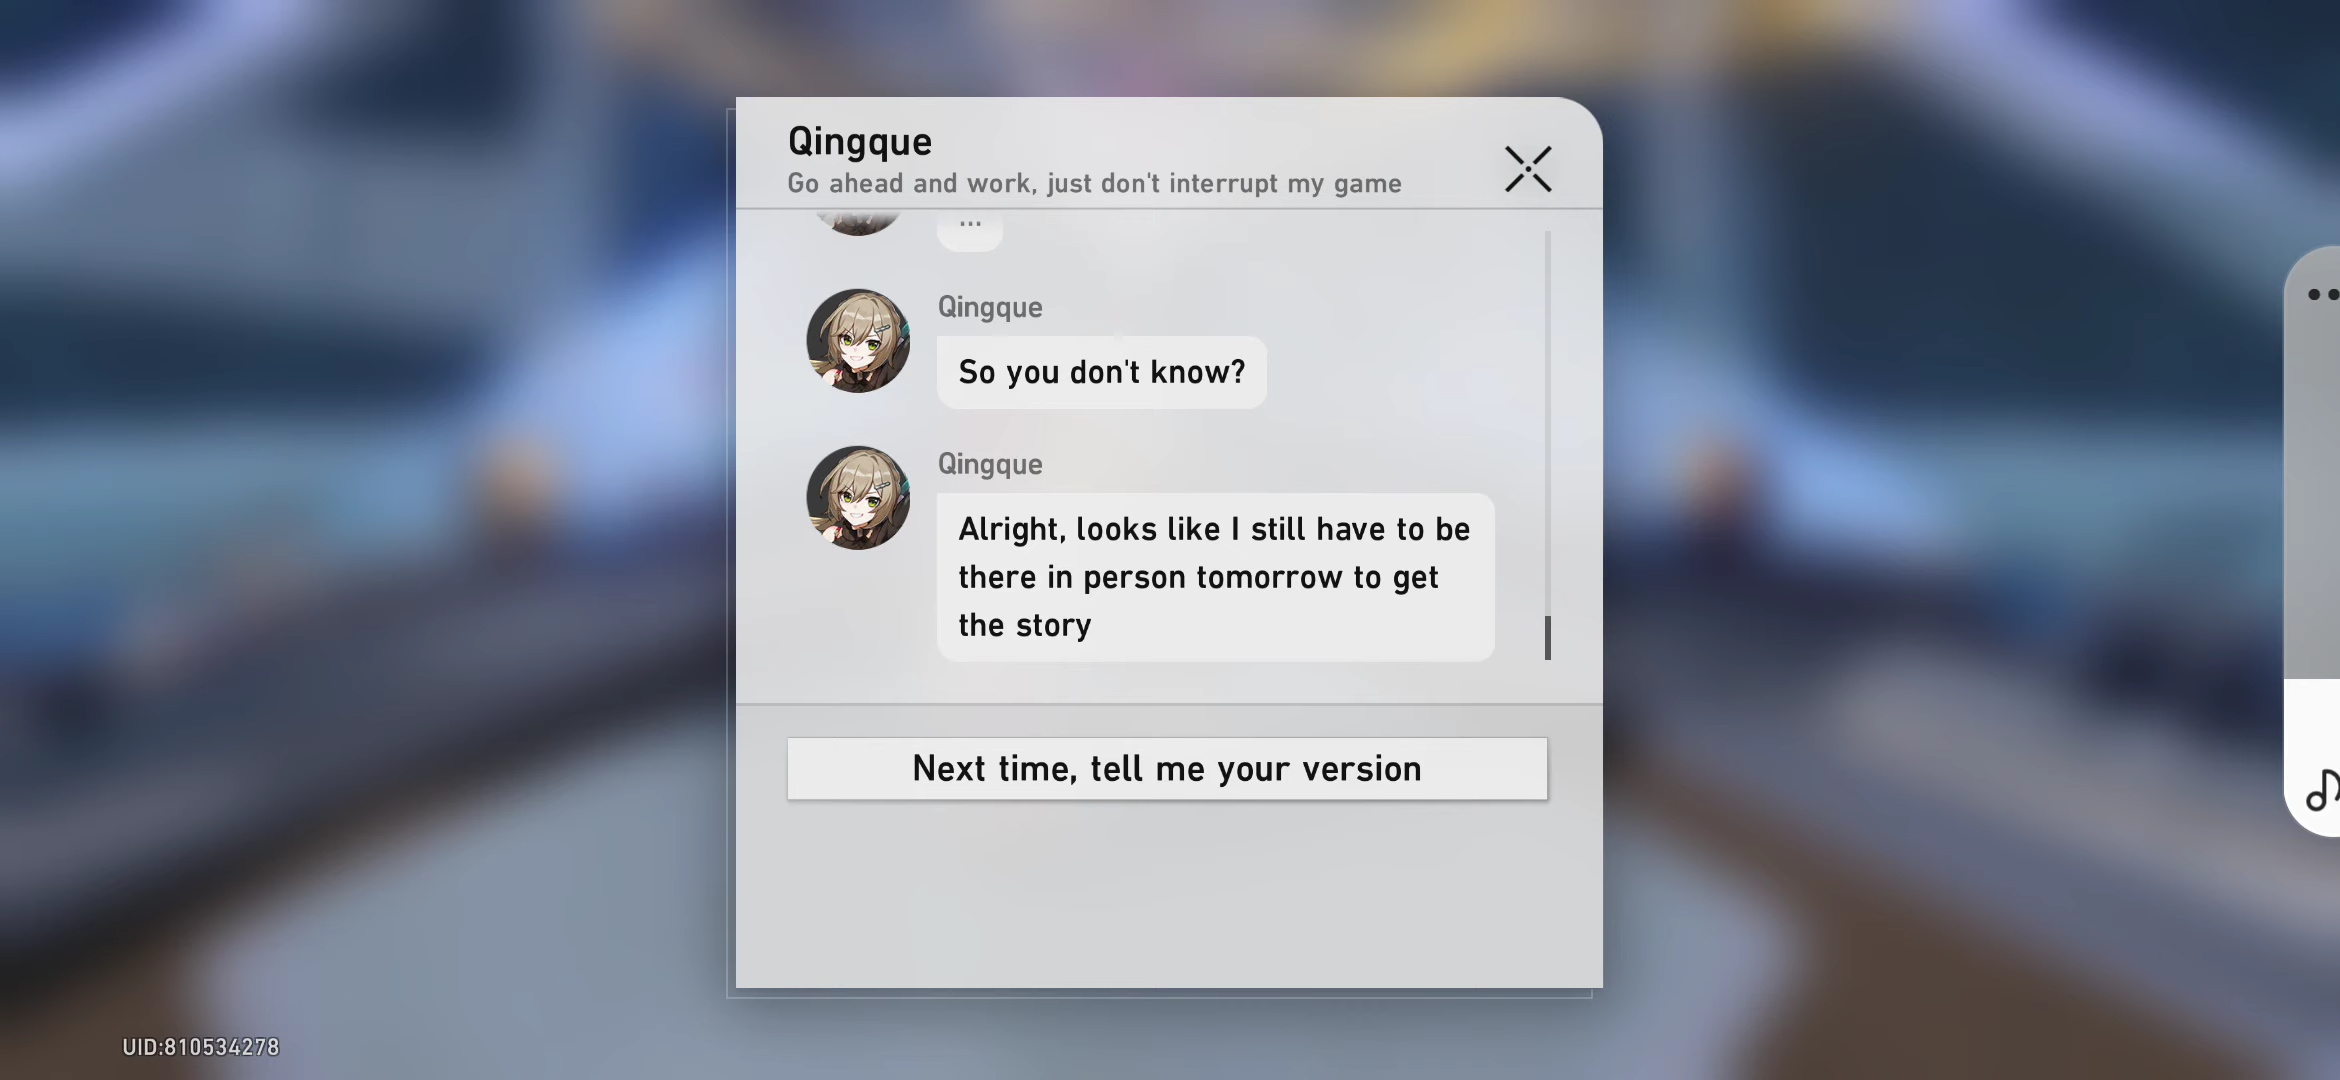 Qingque
Go ahead and work, just don't interrupt my game
...
Qingque
So you don't know?
Qingque
Alright, looks like I still have to be
there in person tomorrow to get
the story
Next time, tell me your version
UID:810534278